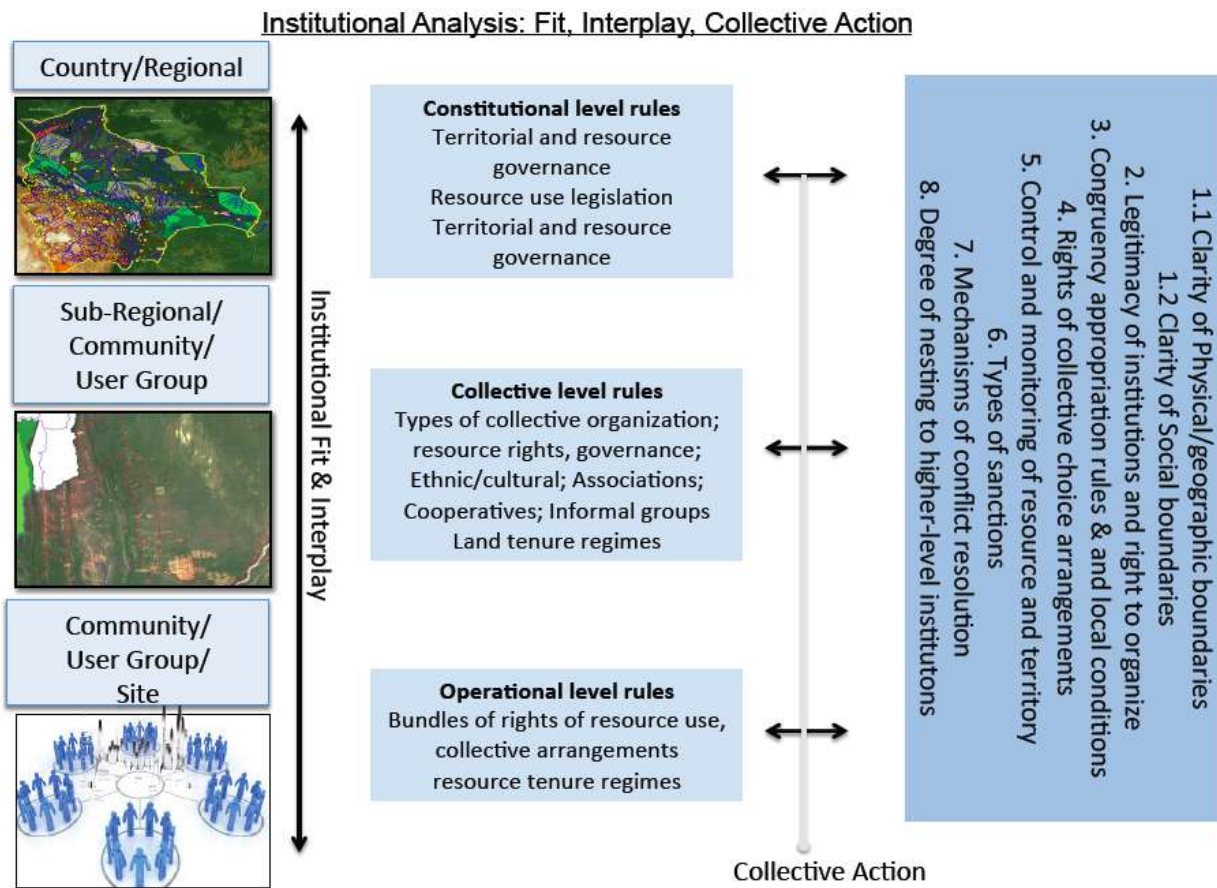 Institutional Analysis: Fit, Interplay, Collective Action
Country/Regional
Sub-Regional/
Community/
User Group
Community/
User Group/
Site
Institutional Fit & Interplay
Constitutional level rules
Territorial and resource
governance
Resource use legislation
Territorial and resource
governance
Collective level rules
Types of collective organization;
resource rights, governance;
Ethnic/cultural; Associations;
Cooperatives; Informal groups
Land tenure regimes
Operational level rules
Bundles of rights of resource use,
collective arrangements
resource tenure regimes
Collective Action
1.1 Clarity of Physical/geographic boundaries
1.2 Clarity of Social boundaries
2. Legitimacy of institutions and right to organize
3. Congruency appropriation rules & and local conditions
4. Rights of collective choice arrangements
5. Control and monitoring of resource and territory
6. Types of sanctions
7. Mechanisms of conflict resolution
8. Degree of nesting to higher-level institutons